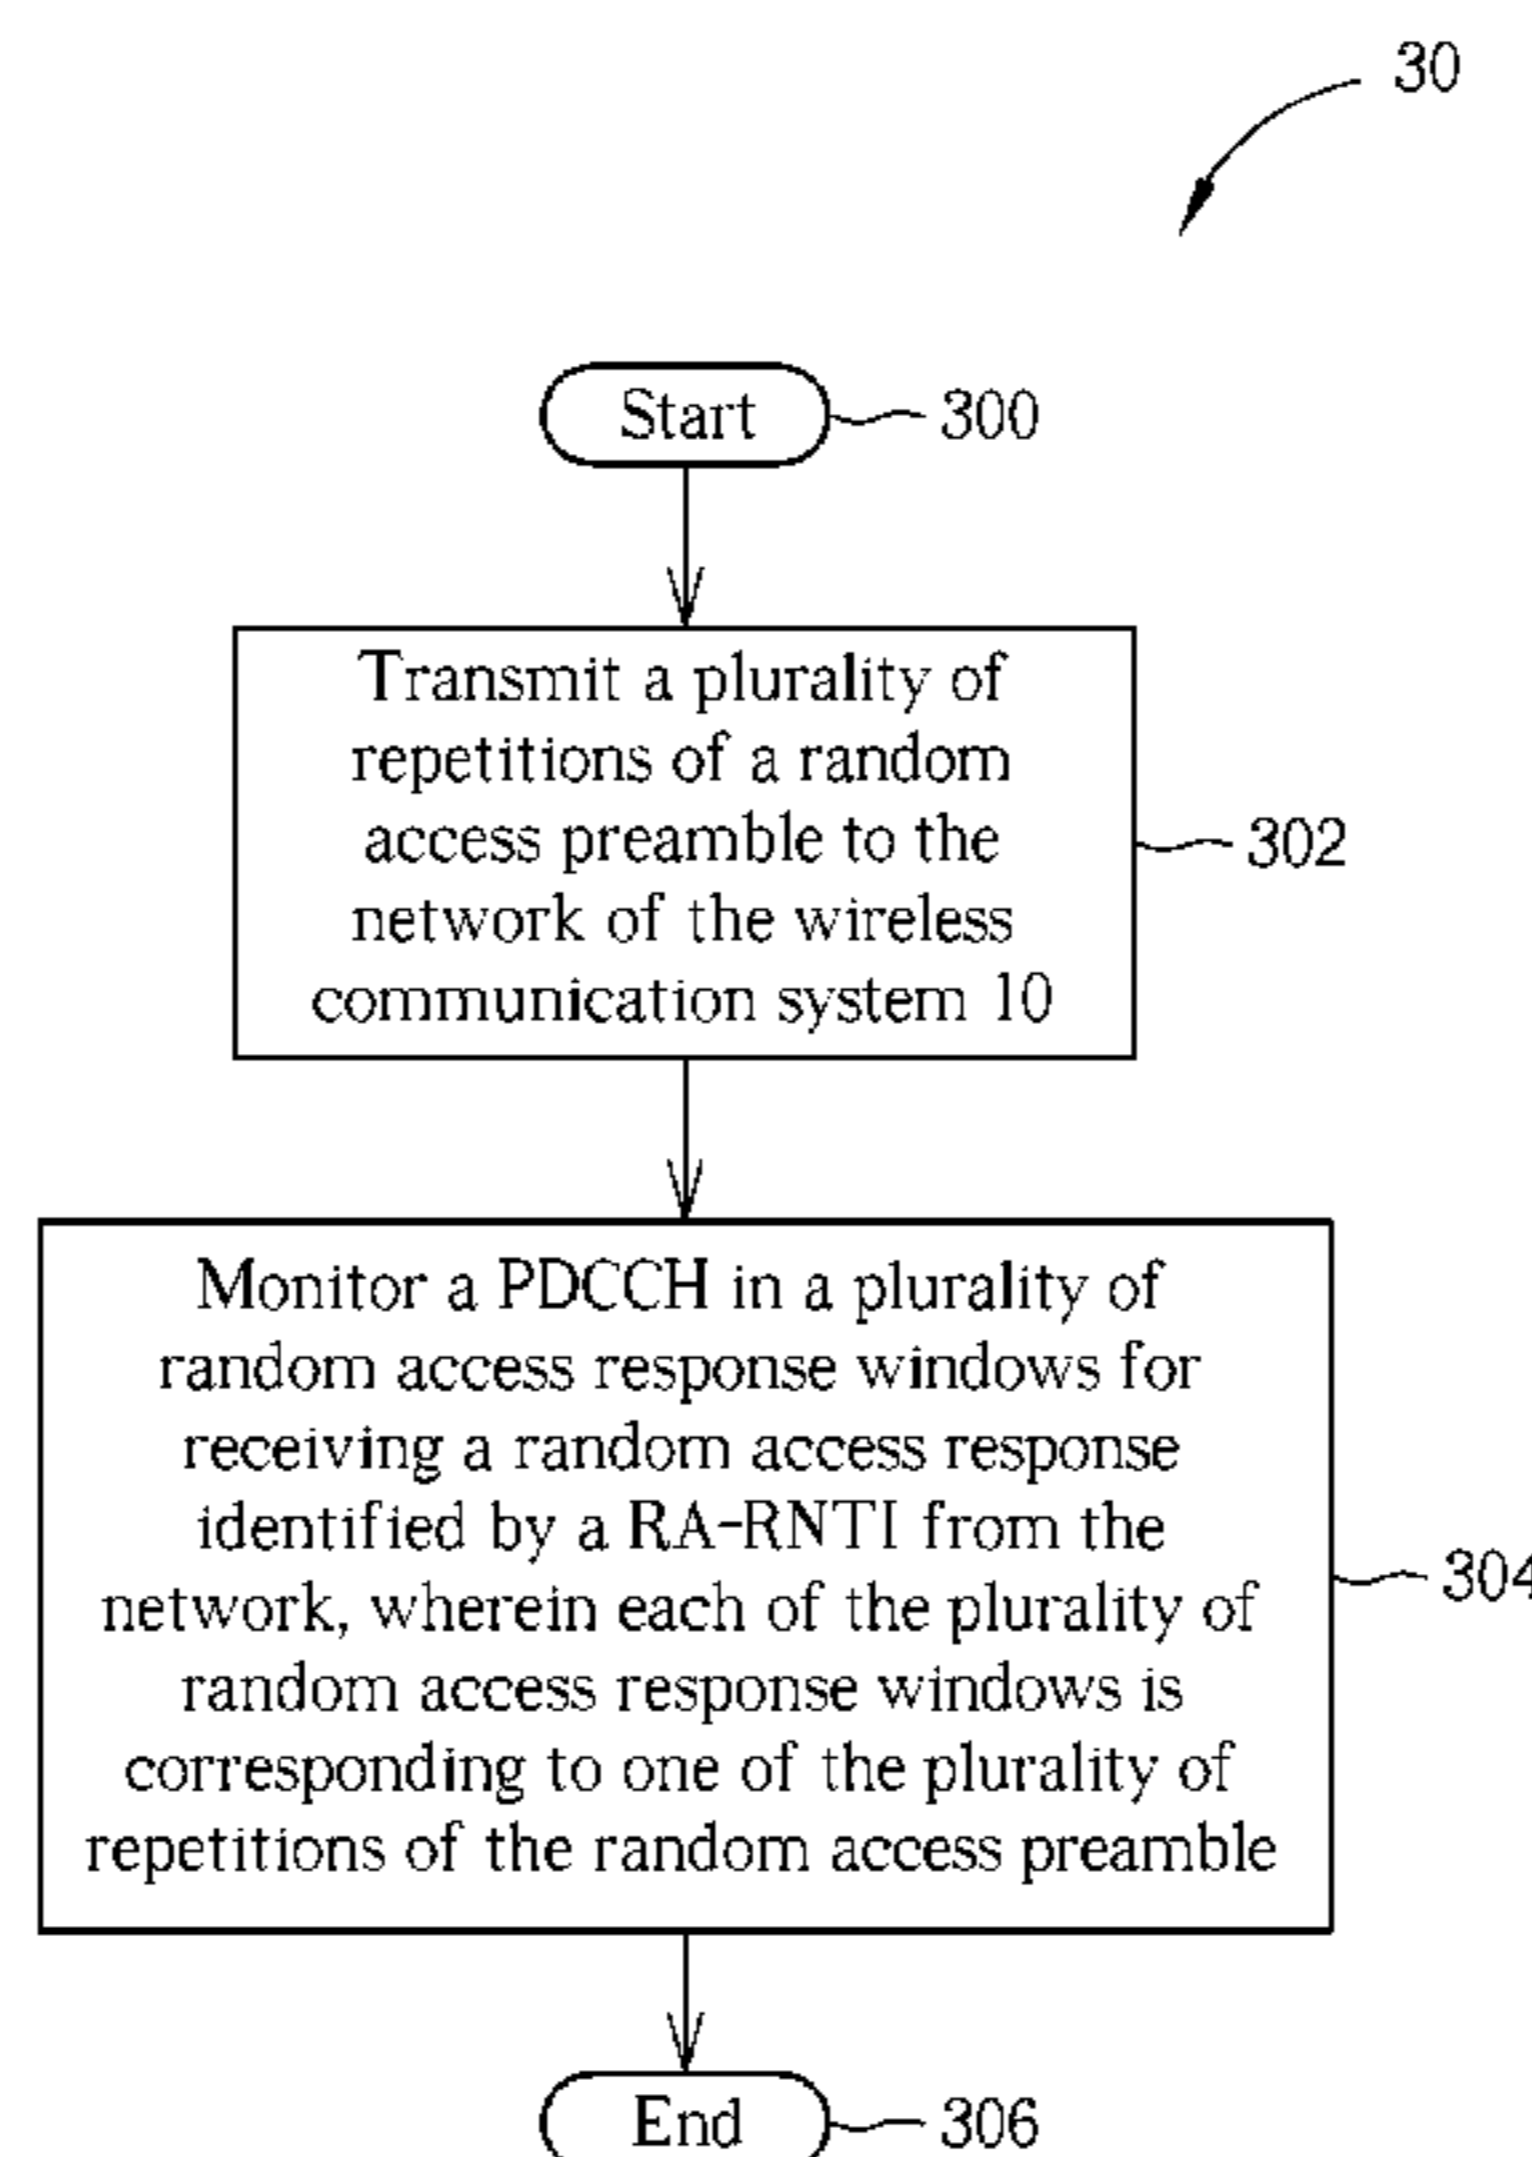 30
Start
300
Transmit a plurality of
repetitions of a random
access preamble to the
network of the wireless
communication system 10
302
Monitor a PDCCH in a plurality of
random access response windows for
receiving a random access response
identified by a RA-RNTI from the
network, wherein each of the plurality of
random access response windows is
corresponding to one of the plurality of
repetitions of the random access preamble
304
End
306